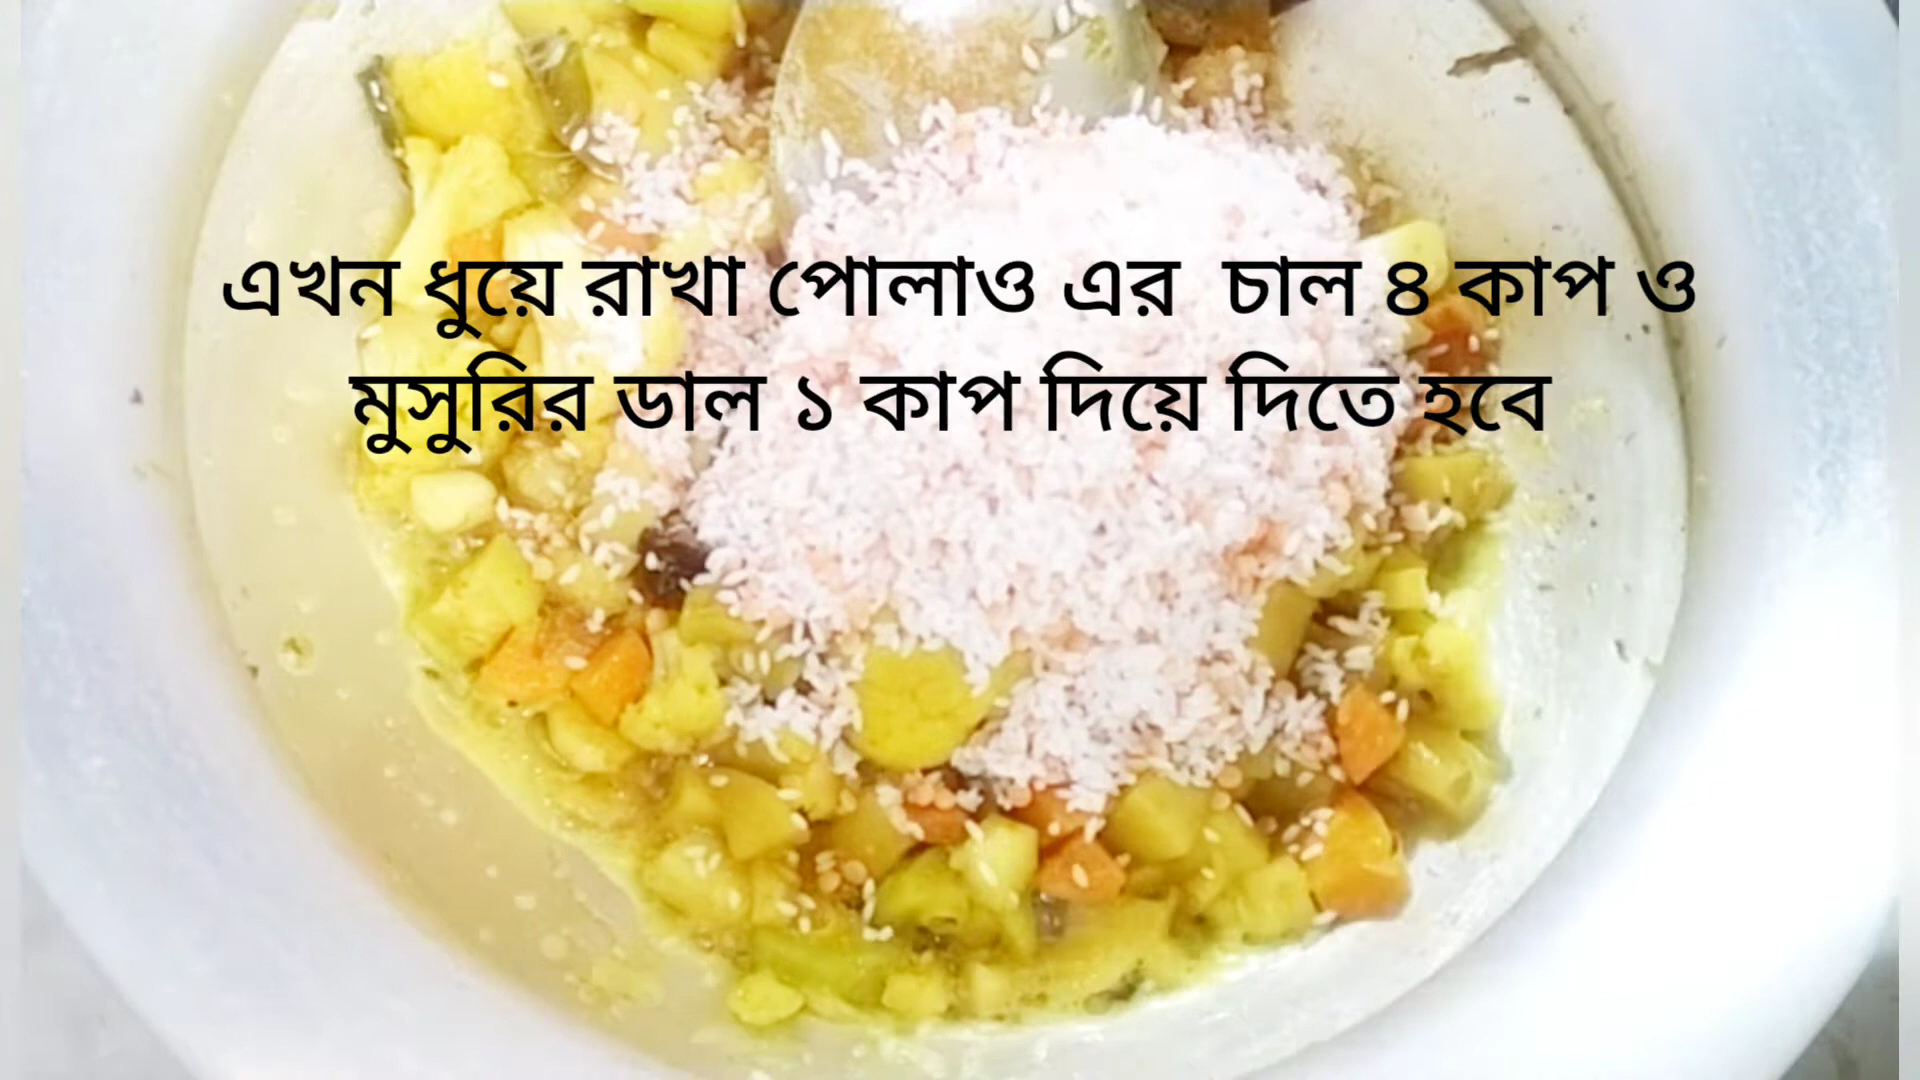 এখন ধুয়ে রাখা পোলাও এর চাল ৪ কাপ ও
মুসুরির ডাল ১ কাপ দিয়ে দিতে হবে